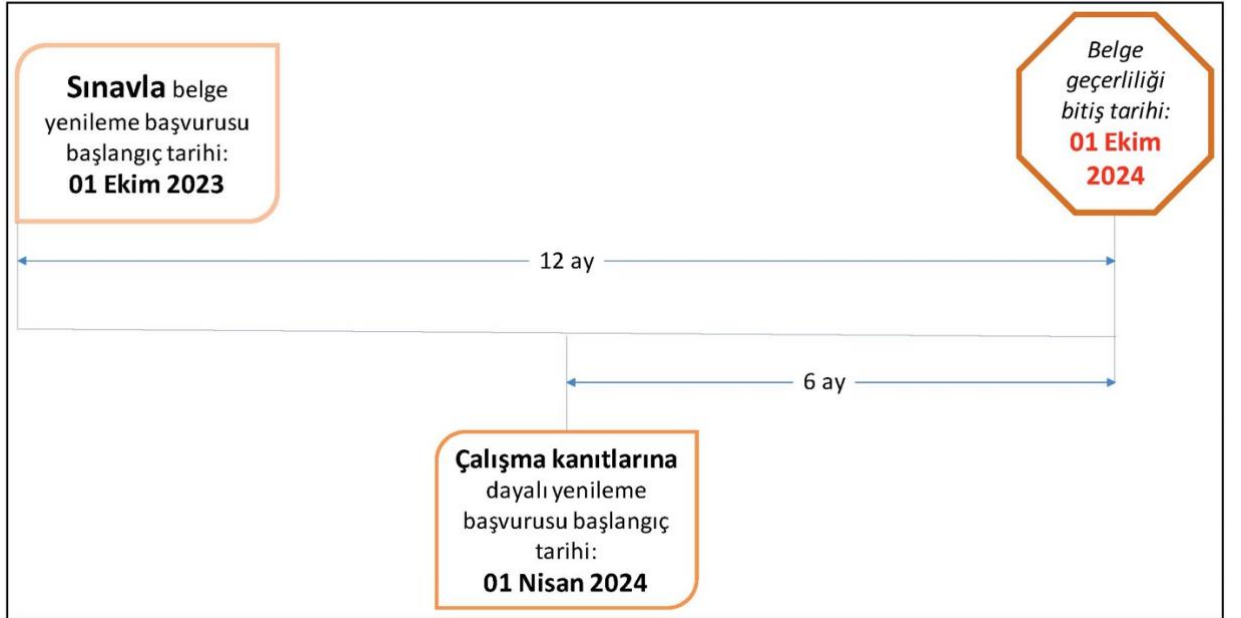 Sınavla belge
yenileme başvurusu
başlangıç tarihi:
01 Ekim 2023
Belge
geçerliliği
bitiş tarihi:
01 Ekim
2024
12 ay
6 ay
Çalışma kanıtlarına
dayalı yenileme
başvurusu başlangıç
tarihi:
01 Nisan 2024